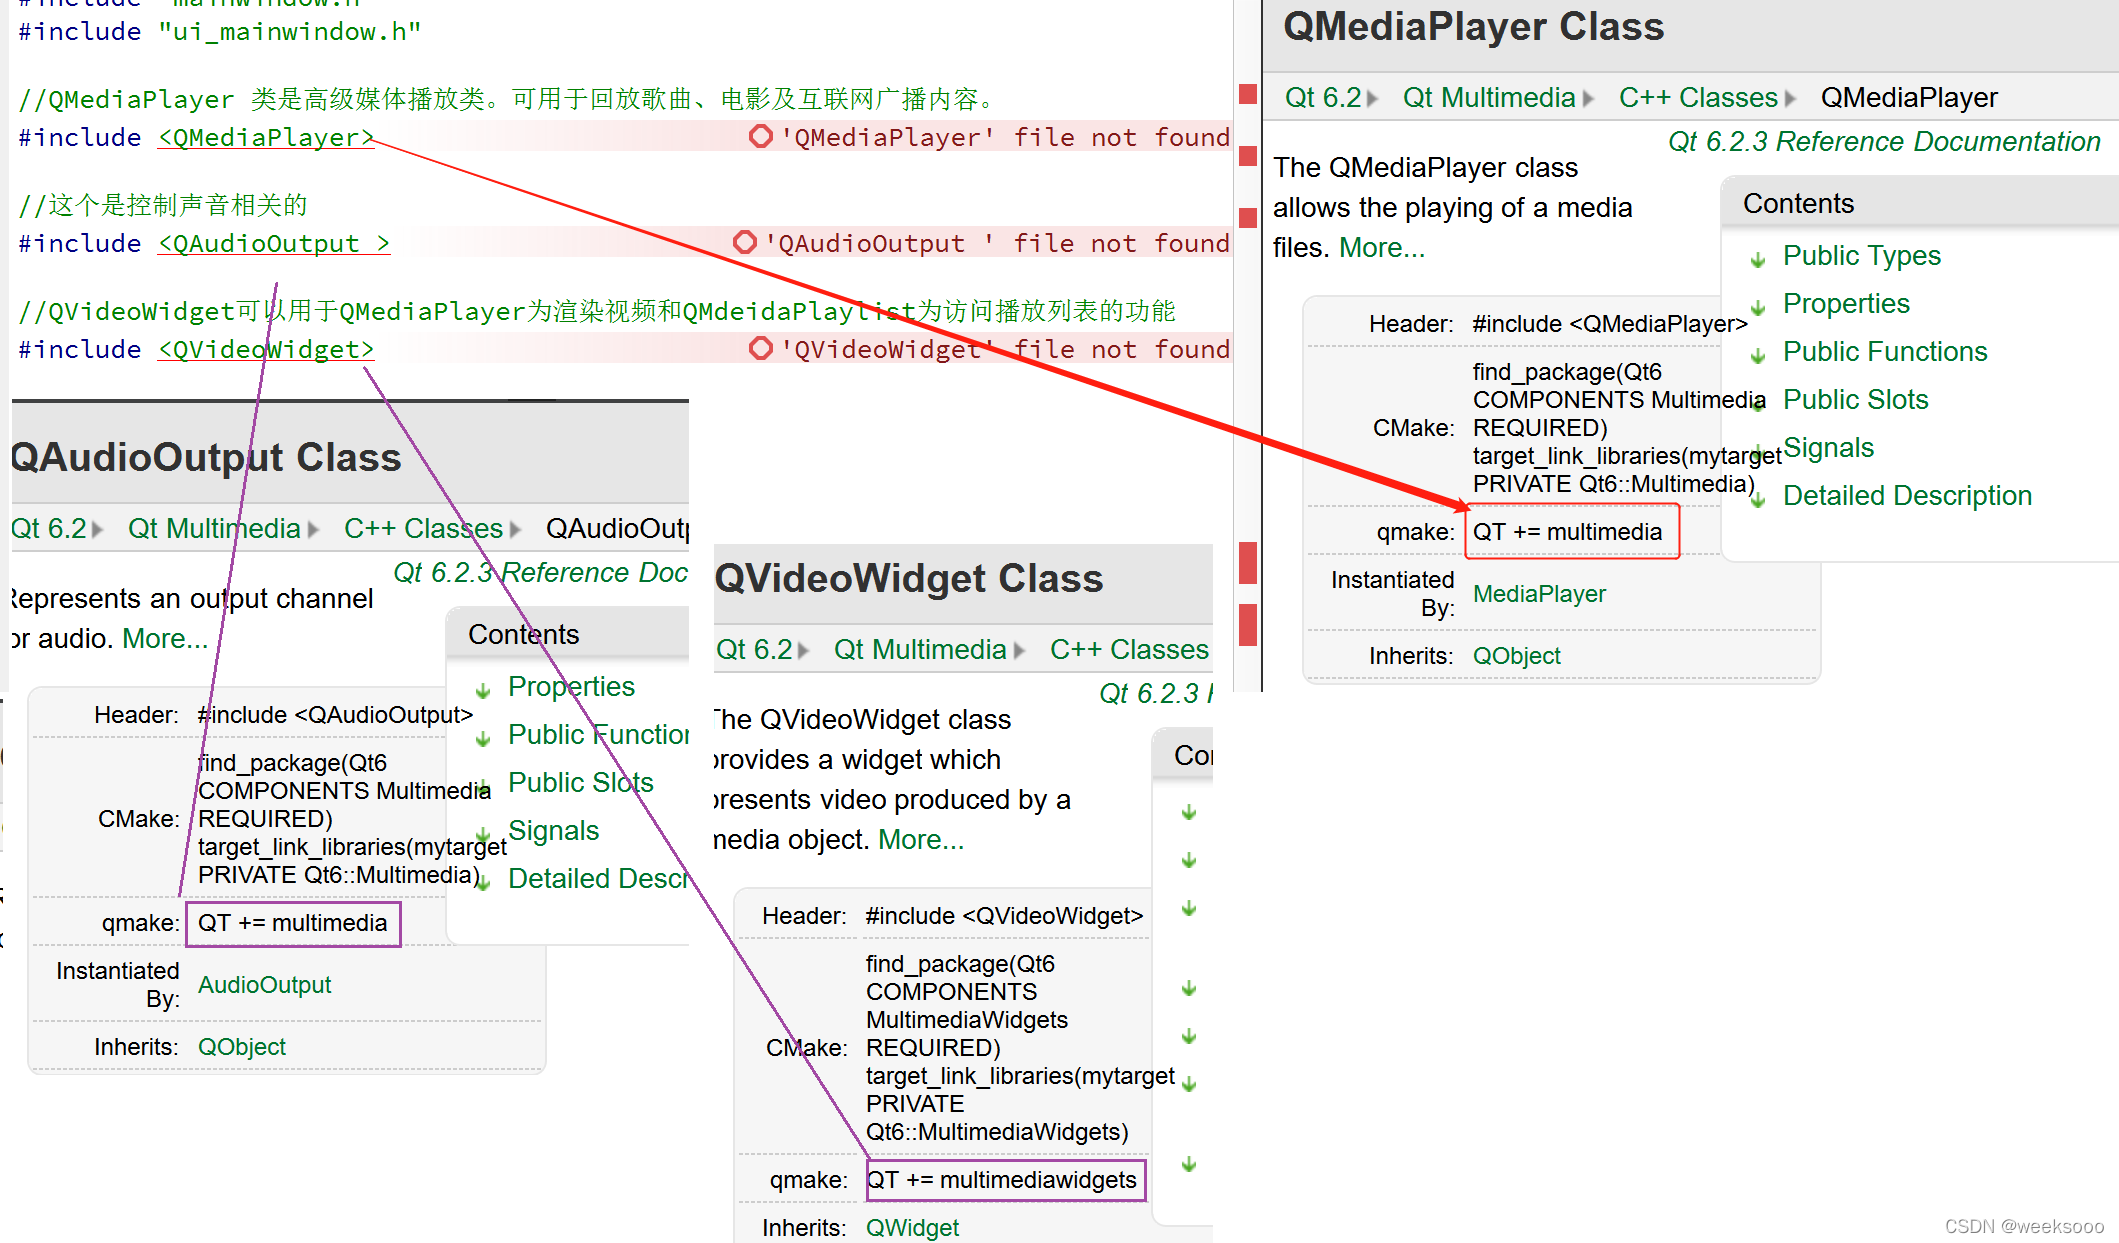 #include "mainwindow.h"
#include "ui_mainwindow.h"
//QMediaPlayer 类是高级媒体播放类。可用于回放歌曲、电影及互联网广播内容。
#include <QMediaPlayer>
'QMediaPlayer' file not found
//这个是控制声音相关的
#include <QAudioOutput >
'QAudioOutput ' file not found
//QVideoWidget可以用于QMediaPlayer为渲染视频和QMdeidaPlaylist为访问播放列表的功能
#include <QVideoWidget>
'QVideoWidget' file not found
QAudioOutput Class
Qt 6.2 Qt Multimedia C++ Classes QAudioOutp
Qt 6.2.3 Reference Doc
Represents an output channel
or audio. More...
Contents
Properties
Public Function
Public Slots
Signals
Detailed Descr
Header: #include <QAudioOutput>
CMake: find_package(Qt6
COMPONENTS Multimedia
REQUIRED)
target_link_libraries(mytarget
PRIVATE Qt6::Multimedia)
qmake: QT += multimedia
Instantiated
By: AudioOutput
Inherits: QObject
QVideoWidget Class
Qt 6.2 Qt Multimedia C++ Classes
Qt 6.2.3
The QVideoWidget class
provides a widget which
presents video produced by a
media object. More...
Cor
Header: #include <QVideoWidget>
CMake: find_package(Qt6
COMPONENTS
MultimediaWidgets
REQUIRED)
target_link_libraries(mytarget
PRIVATE
Qt6::MultimediaWidgets)
qmake: QT += multimediawidgets
Inherits: QWidget
QMediaPlayer Class
Qt 6.2 Qt Multimedia C++ Classes QMediaPlayer
Qt 6.2.3 Reference Documentation
The QMediaPlayer class
allows the playing of a media
files. More...
Contents
Public Types
Properties
Public Functions
Public Slots
Signals
Detailed Description
Header: #include <QMediaPlayer>
CMake: find_package(Qt6
COMPONENTS Multimedia
REQUIRED)
target_link_libraries(mytarget
PRIVATE Qt6::Multimedia)
qmake: QT += multimedia
Instantiated
By: MediaPlayer
Inherits: QObject
CSDN @weeksooo